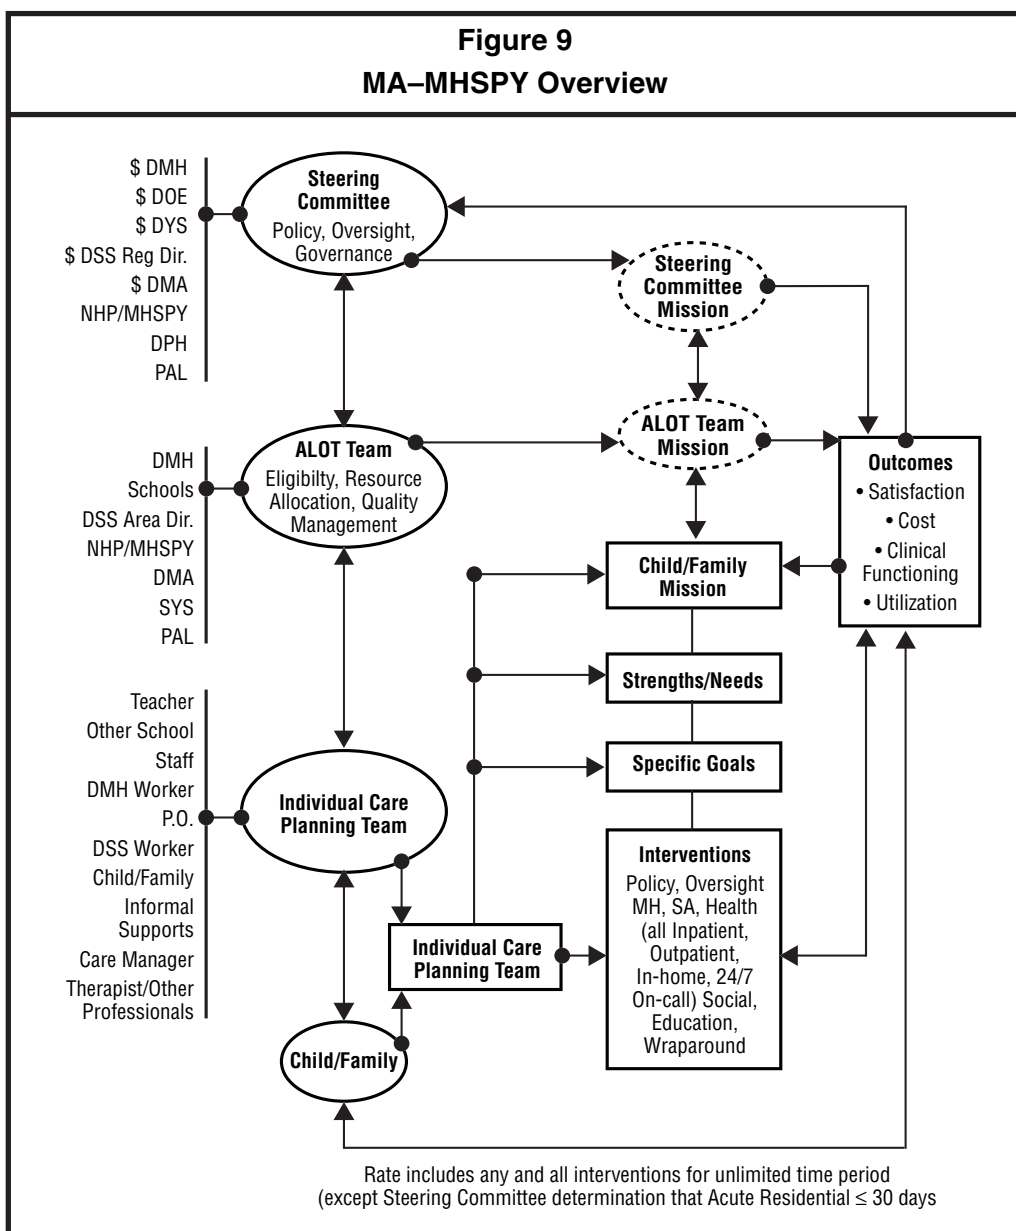 Figure 9
MA–MHSPY Overview
$ DMH
$ DOE
$ DYS
$ DSS Reg Dir.
$ DMA
NHP/MHSPY
DPH
PAL
Steering
Committee
Policy, Oversight,
Governance
Steering
Committee
Mission
DMH
Schools
DSS Area Dir.
NHP/MHSPY
DMA
SYS
PAL
ALOT Team
Eligibilty, Resource
Allocation, Quality
Management
ALOT Team
Mission
Outcomes
• Satisfaction
• Cost
• Clinical
Functioning
• Utilization
Child/Family
Mission
Strengths/Needs
Specific Goals
Teacher
Other School
Staff
DMH Worker
P.O.
DSS Worker
Child/Family
Informal
Supports
Care Manager
Therapist/Other
Professionals
Individual Care
Planning Team
Individual Care
Planning Team
Interventions
Policy, Oversight
MH, SA, Health
(all Inpatient,
Outpatient,
In-home, 24/7
On-call) Social,
Education,
Wraparound
Child/Family
Rate includes any and all interventions for unlimited time period
(except Steering Committee determination that Acute Residential ≤ 30 days